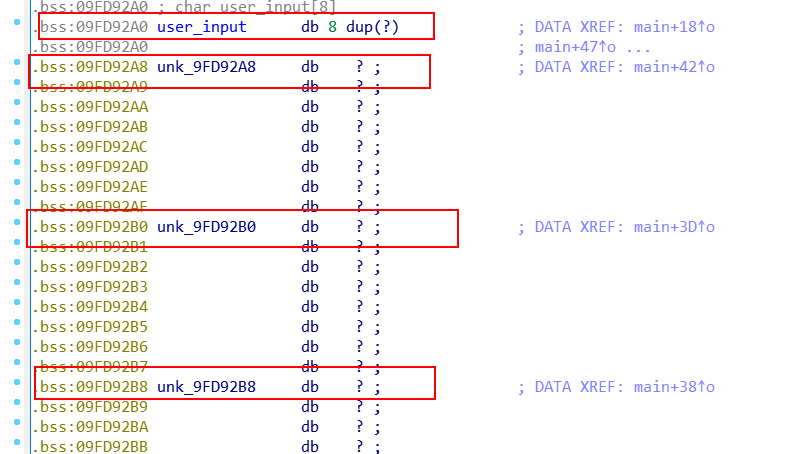 .bss:09FD92A0 ; char user_input[8]
.bss:09FD92A0 user_input db 8 dup(?) ; DATA XREF: main+18↑o
.bss:09FD92A0 ; main+47↑o ...
.bss:09FD92A8 unk_9FD92A8 db ? ; ; DATA XREF: main+42↑o
.bss:09FD92A9 db ? ;
.bss:09FD92AA db ? ;
.bss:09FD92AB db ? ;
.bss:09FD92AC db ? ;
.bss:09FD92AD db ? ;
.bss:09FD92AE db ? ;
.bss:09FD92AF db ? ;
.bss:09FD92B0 unk_9FD92B0 db ? ; ; DATA XREF: main+3D↑o
.bss:09FD92B1 db ? ;
.bss:09FD92B2 db ? ;
.bss:09FD92B3 db ? ;
.bss:09FD92B4 db ? ;
.bss:09FD92B5 db ? ;
.bss:09FD92B6 db ? ;
.bss:09FD92B7 db ? ;
.bss:09FD92B8 unk_9FD92B8 db ? ; ; DATA XREF: main+38↑o
.bss:09FD92B9 db ? ;
.bss:09FD92BA db ? ;
.bss:09FD92BB db ? ;